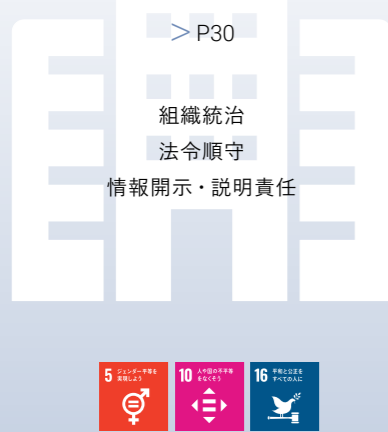 > P30
組織統治
法令順守
情報開示・説明責任
5 ジェンダー平等を
実現しよう
10 人や国の不平等
をなくそう
16 平和と公正を
すべての人に